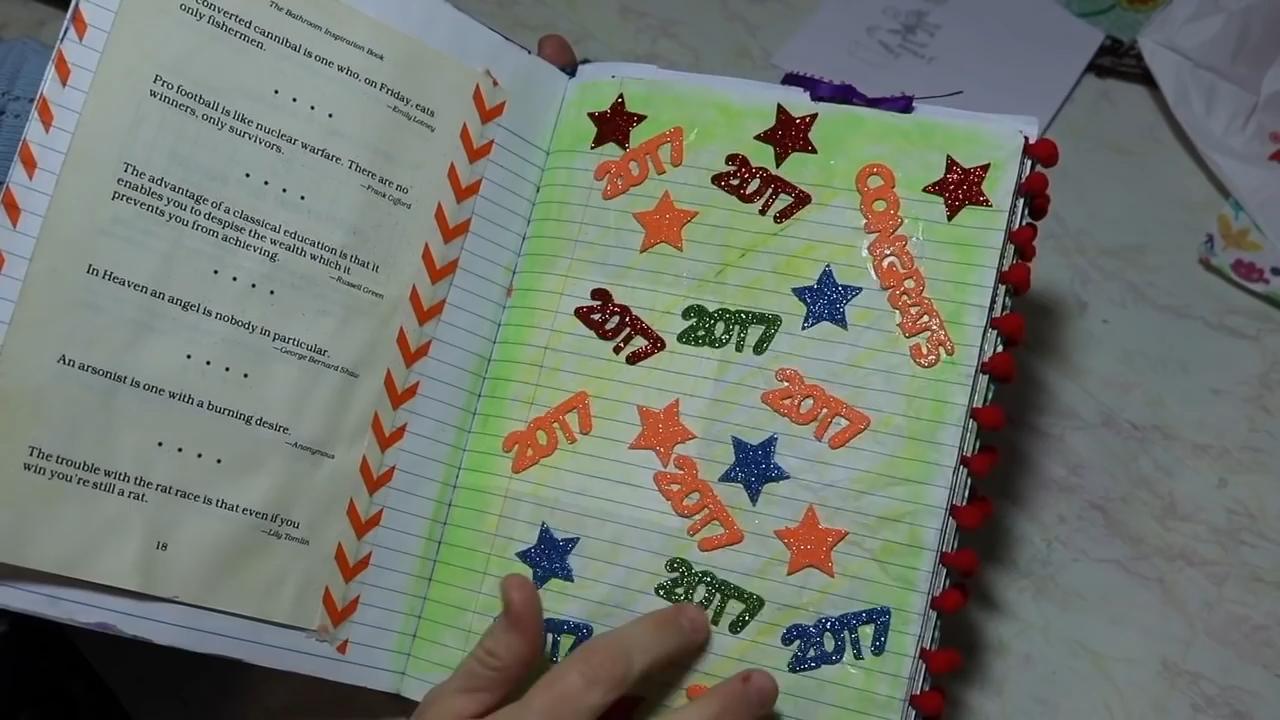 The Bathroom Inspiration Book
converted cannibal is one who, on Friday, eats
only fishermen.
—Emily Lotney
Pro football is like nuclear warfare. There are no
winners, only survivors.
—Frank Gifford
The advantage of a classical education is that it
enables you to despise the wealth which it
prevents you from achieving.
—Russell Green
In Heaven an angel is nobody in particular.
—George Bernard Shaw
An arsonist is one with a burning desire.
—Anonymous
The trouble with the rat race is that even if you
win you're still a rat.
—Lily Tomlin
18
2017
2017
CONGRATS
2017
2017
2017
2017
2017
2017
2017
2017